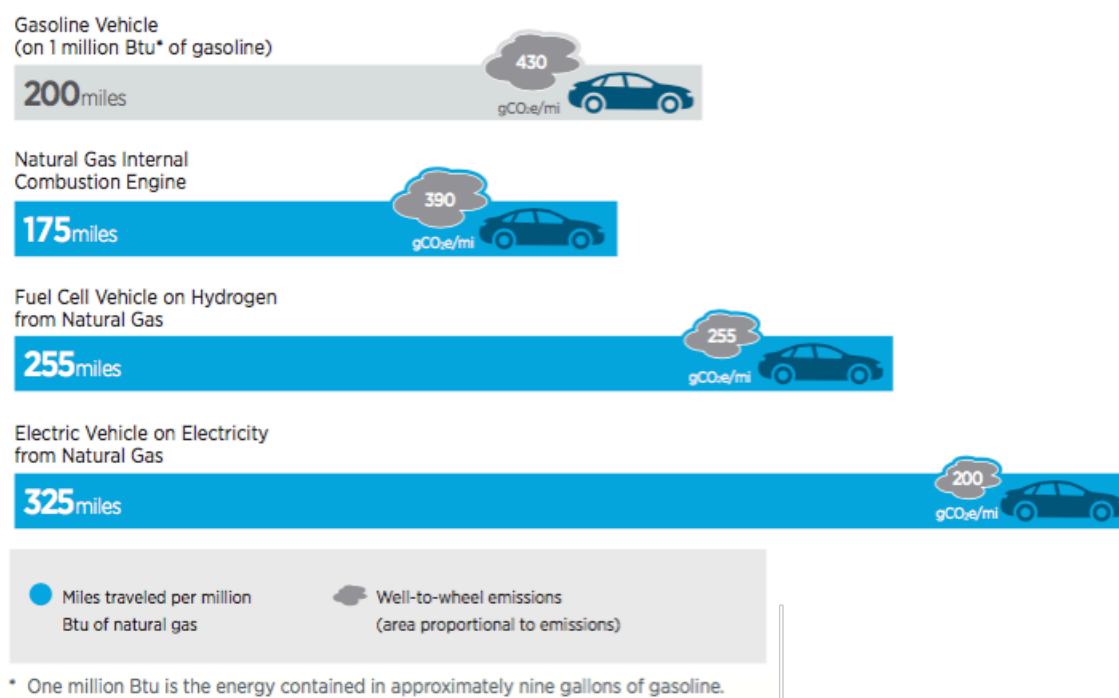 Gasoline Vehicle
(on 1 million Btu* of gasoline)
430
200miles
gCO₂e/mi
Natural Gas Internal
Combustion Engine
390
175miles
gCO₂e/mi
Fuel Cell Vehicle on Hydrogen
from Natural Gas
255
255miles
gCO₂e/mi
Electric Vehicle on Electricity
from Natural Gas
200
325miles
gCO₂e/mi
Miles traveled per million
Btu of natural gas
Well-to-wheel emissions
(area proportional to emissions)
* One million Btu is the energy contained in approximately nine gallons of gasoline.